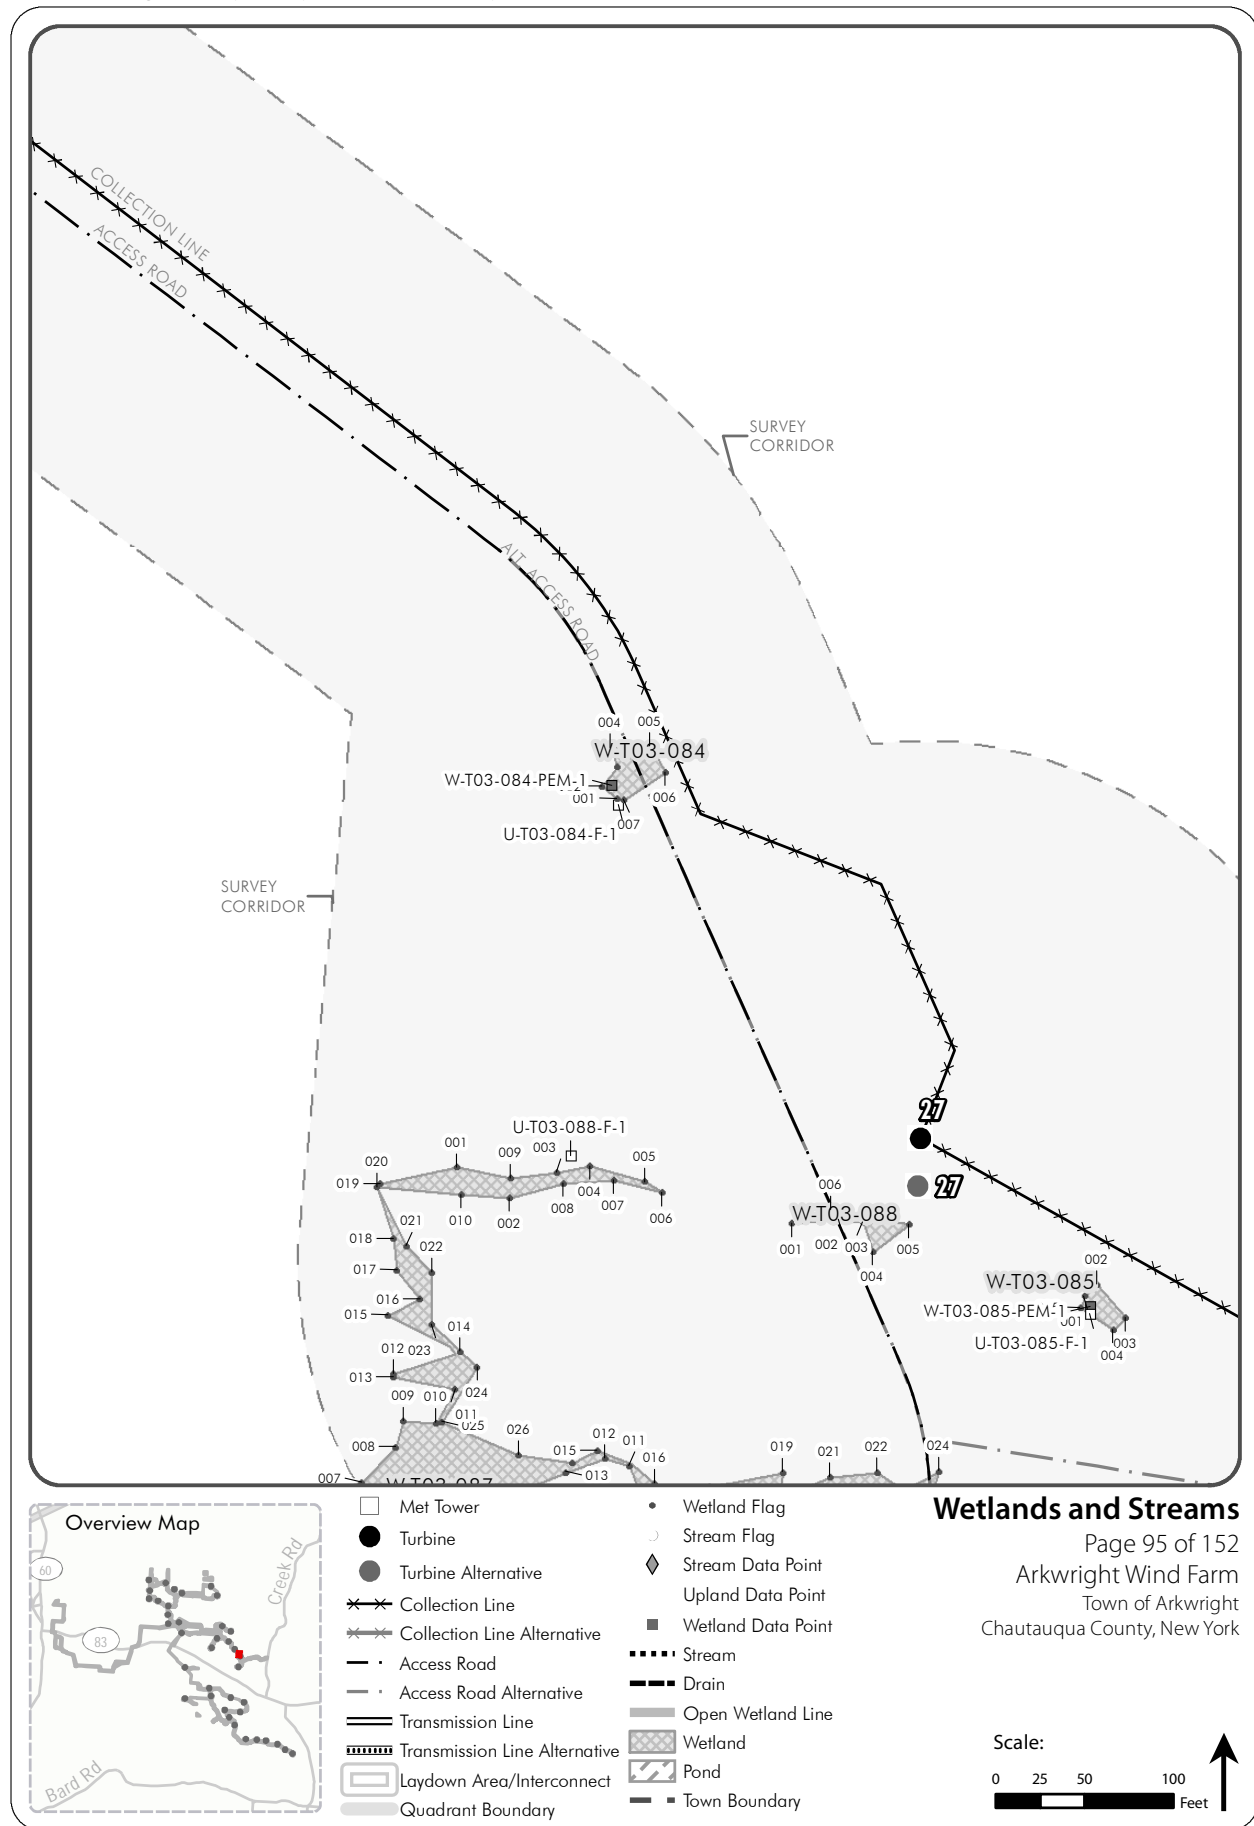 COLLECTION LINE
ACCESS ROAD
SURVEY
CORRIDOR
ALT. ACCESS ROAD
004
005
W-T03-084
W-T03-084-PEM-1
001
006
007
U-T03-084-F-1
SURVEY
CORRIDOR
27
27
U-T03-088-F-1
001
009
003
005
020
019
004
010
002
008
007
006
006
W-T03-088
001
002
003
005
004
018
021
022
017
016
015
014
012
023
013
024
009
010
011
025
008
026
015
012
011
013
016
007
W-T03-087
002
W-T03-085
W-T03-085-PEM-1
001
003
U-T03-085-F-1
004
019
021
022
024
Overview Map
60
83
Creek Rd
Bard Rd
Met Tower
Turbine
Turbine Alternative
Collection Line
Collection Line Alternative
Access Road
Access Road Alternative
Transmission Line
Transmission Line Alternative
Laydown Area/Interconnect
Quadrant Boundary
Wetland Flag
Stream Flag
Stream Data Point
Upland Data Point
Wetland Data Point
Stream
Drain
Open Wetland Line
Wetland
Pond
Town Boundary
Wetlands and Streams
Page 95 of 152
Arkwright Wind Farm
Town of Arkwright
Chautauqua County, New York
Scale:
0 25 50 100
Feet